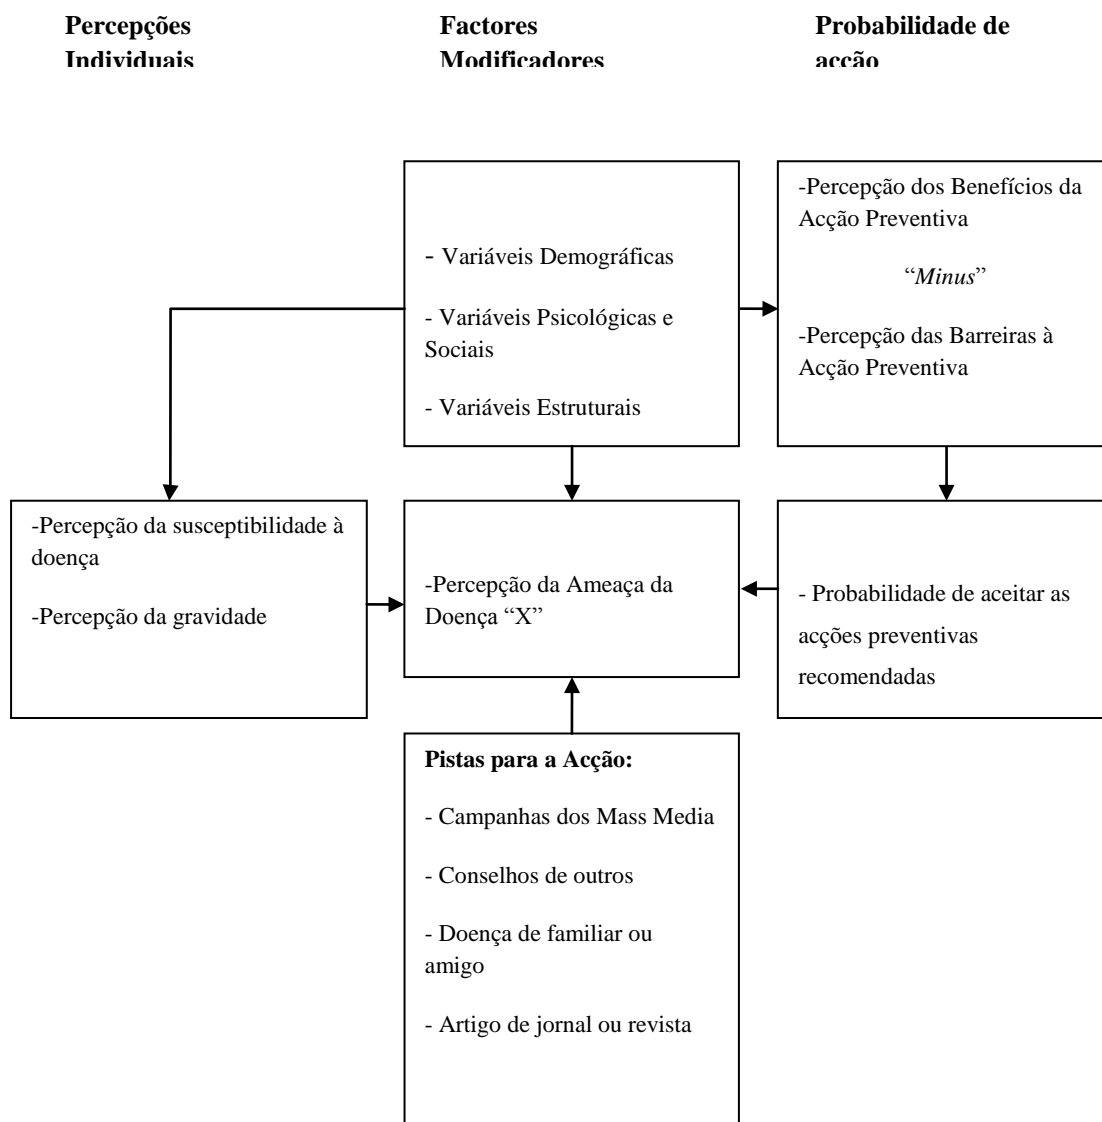 Percepções
Individuais
Factores
Modificadores
Probabilidade de
acção
- Variáveis Demográficas
- Variáveis Psicológicas e
Sociais
- Variáveis Estruturais
-Percepção dos Benefícios da
Acção Preventiva
“Minus”
-Percepção das Barreiras à
Acção Preventiva
-Percepção da susceptibilidade à
doença
-Percepção da gravidade
-Percepção da Ameaça da
Doença “X”
- Probabilidade de aceitar as
acções preventivas
recomendadas
Pistas para a Acção:
- Campanhas dos Mass Media
- Conselhos de outros
- Doença de familiar ou
amigo
- Artigo de jornal ou revista